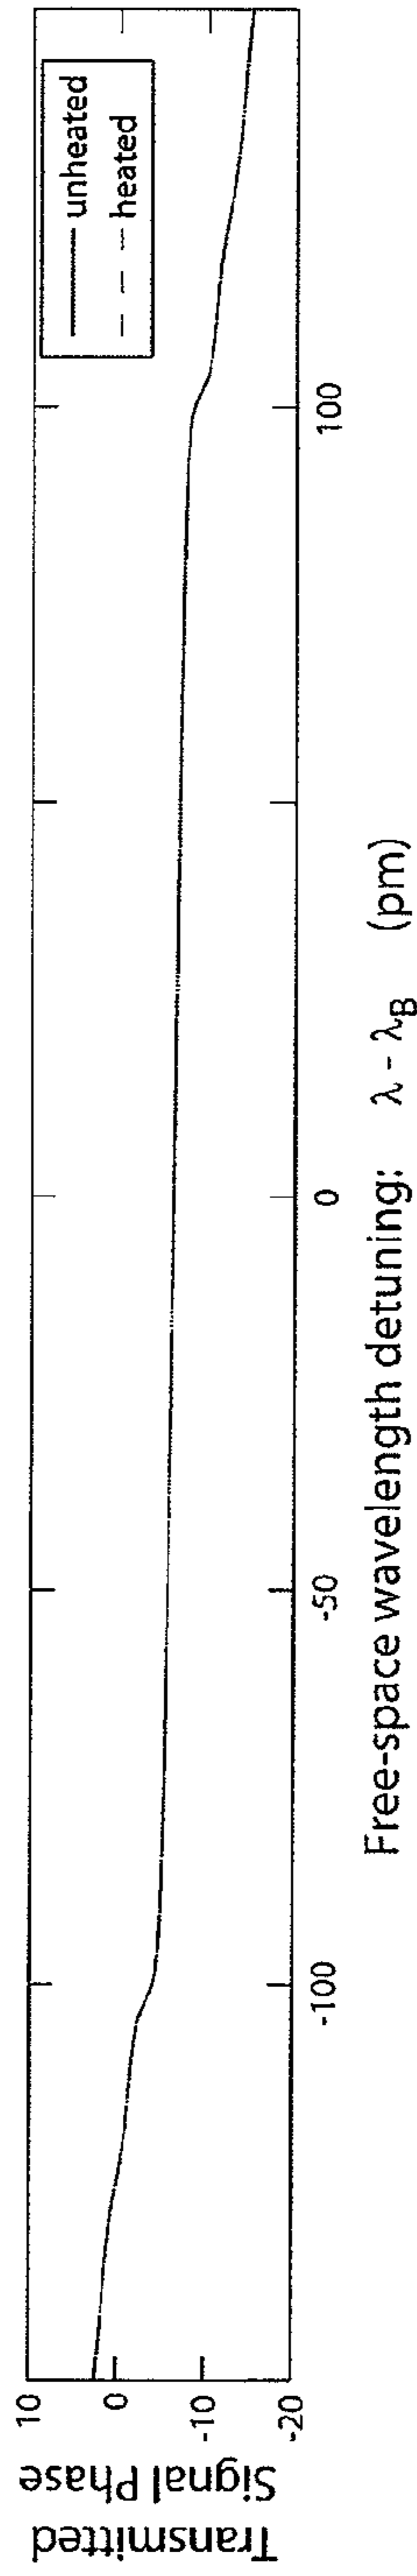 Transmitted
Signal Phase
10
0
-10
-20
unheated
heated
-100
-50
0
100
Free-space wavelength detuning: λ - λB (pm)